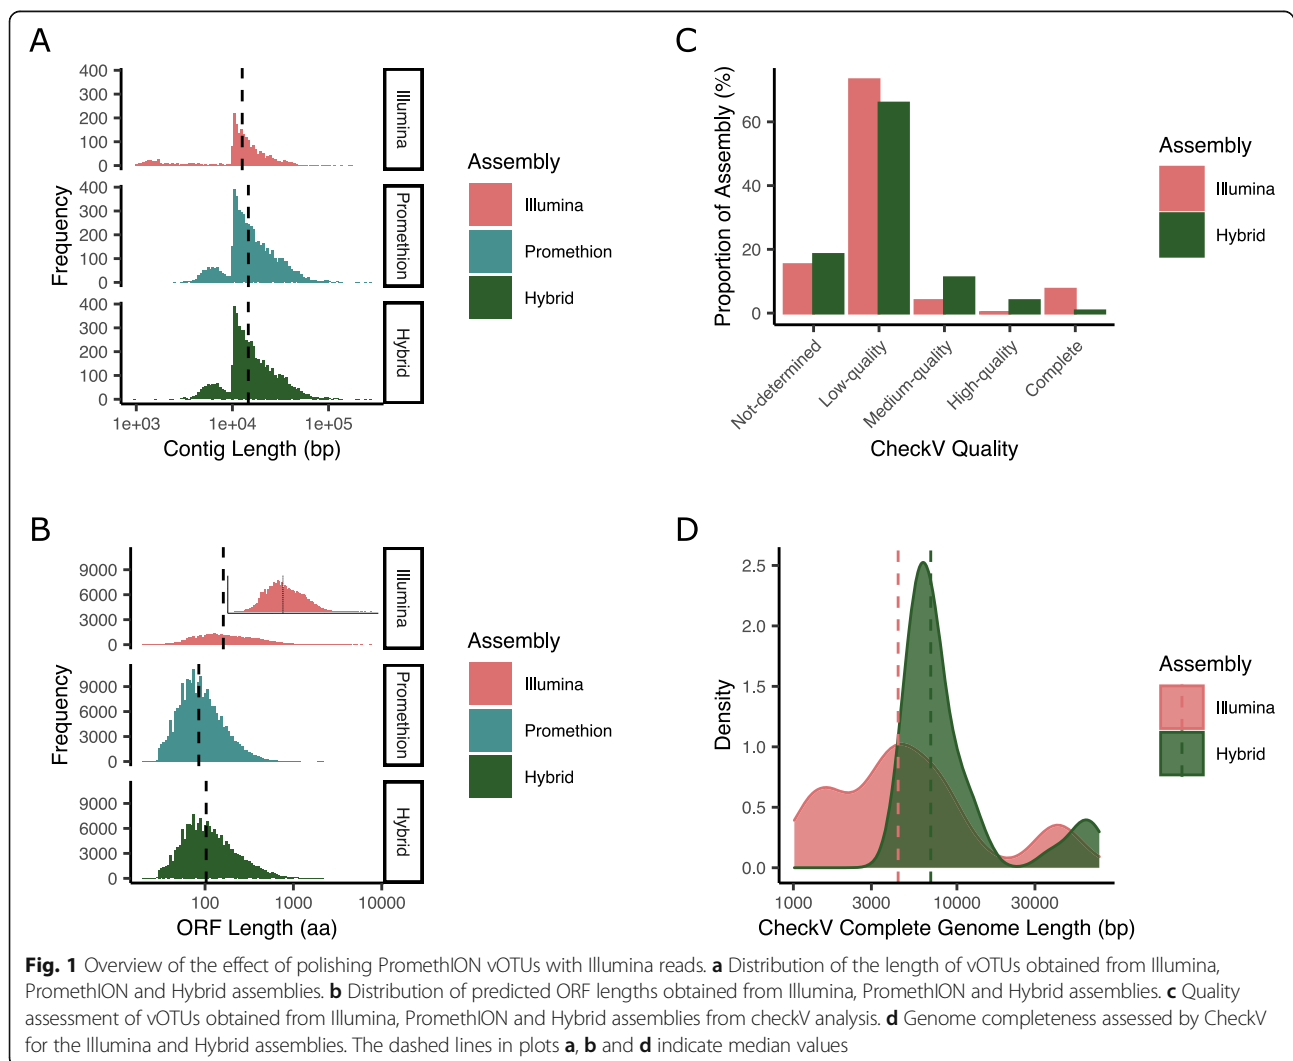 A
400
300
200
100
0
Illumina
400
300
200
100
0
Promethion
400
300
200
100
0
Hybrid
Frequency
1e+03 1e+04 1e+05
Contig Length (bp)
Assembly
Illumina
Promethion
Hybrid
C
Proportion of Assembly (%)
60
40
20
0
Not-determined
Low-quality
Medium-quality
High-quality
Complete
CheckV Quality
Assembly
Illumina
Hybrid
B
9000
6000
3000
0
Illumina
9000
6000
3000
0
Promethion
9000
6000
3000
0
Hybrid
Frequency
100 1000 10000
ORF Length (aa)
Assembly
Illumina
Promethion
Hybrid
D
Density
2.5
2.0
1.5
1.0
0.5
0.0
1000 3000 10000 30000
CheckV Complete Genome Length (bp)
Assembly
Illumina
Hybrid
Fig. 1 Overview of the effect of polishing PromethION vOTUs with Illumina reads. a Distribution of the length of vOTUs obtained from Illumina,
PromethION and Hybrid assemblies. b Distribution of predicted ORF lengths obtained from Illumina, PromethION and Hybrid assemblies. c Quality
assessment of vOTUs obtained from Illumina, PromethION and Hybrid assemblies from checkV analysis. d Genome completeness assessed by CheckV
for the Illumina and Hybrid assemblies. The dashed lines in plots a, b and d indicate median values